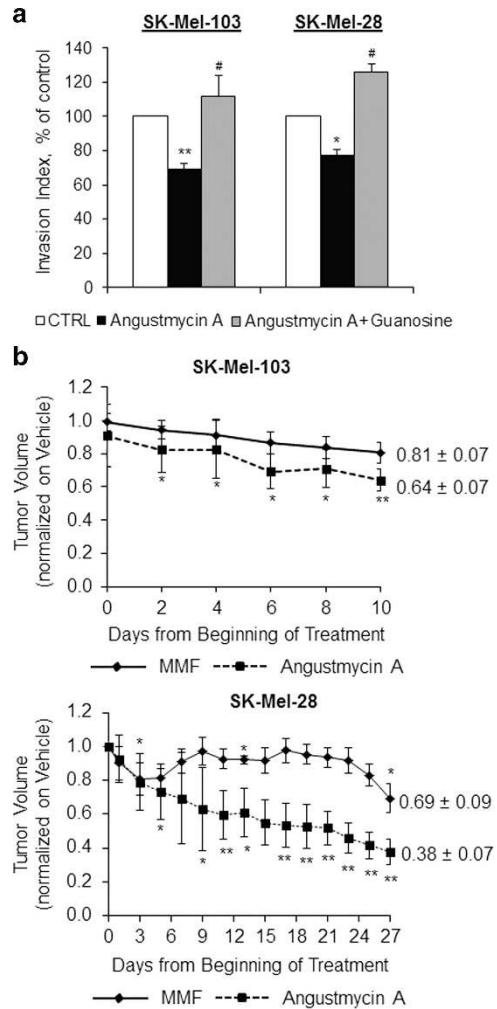 a
SK-Mel-103 SK-Mel-28
Invasion Index, % of control
140
120
100
80
60
40
20
0
** # * #
CTRL Angustmycin A Angustmycin A+Guanosine
b
SK-Mel-103
Tumor Volume
(normalized on Vehicle)
1.2
1.0
0.8
0.6
0.4
0.2
0.0
0.81 ± 0.07
0.64 ± 0.07
* * * * **
0 2 4 6 8 10
Days from Beginning of Treatment
MMF Angustmycin A
SK-Mel-28
Tumor Volume
(normalized on Vehicle)
1.2
1.0
0.8
0.6
0.4
0.2
0.0
* * *
0.69 ± 0.09
0.38 ± 0.07
* * ** * ** ** ** ** ** **
0 3 6 9 12 15 18 21 24 27
Days from Beginning of Treatment
MMF Angustmycin A